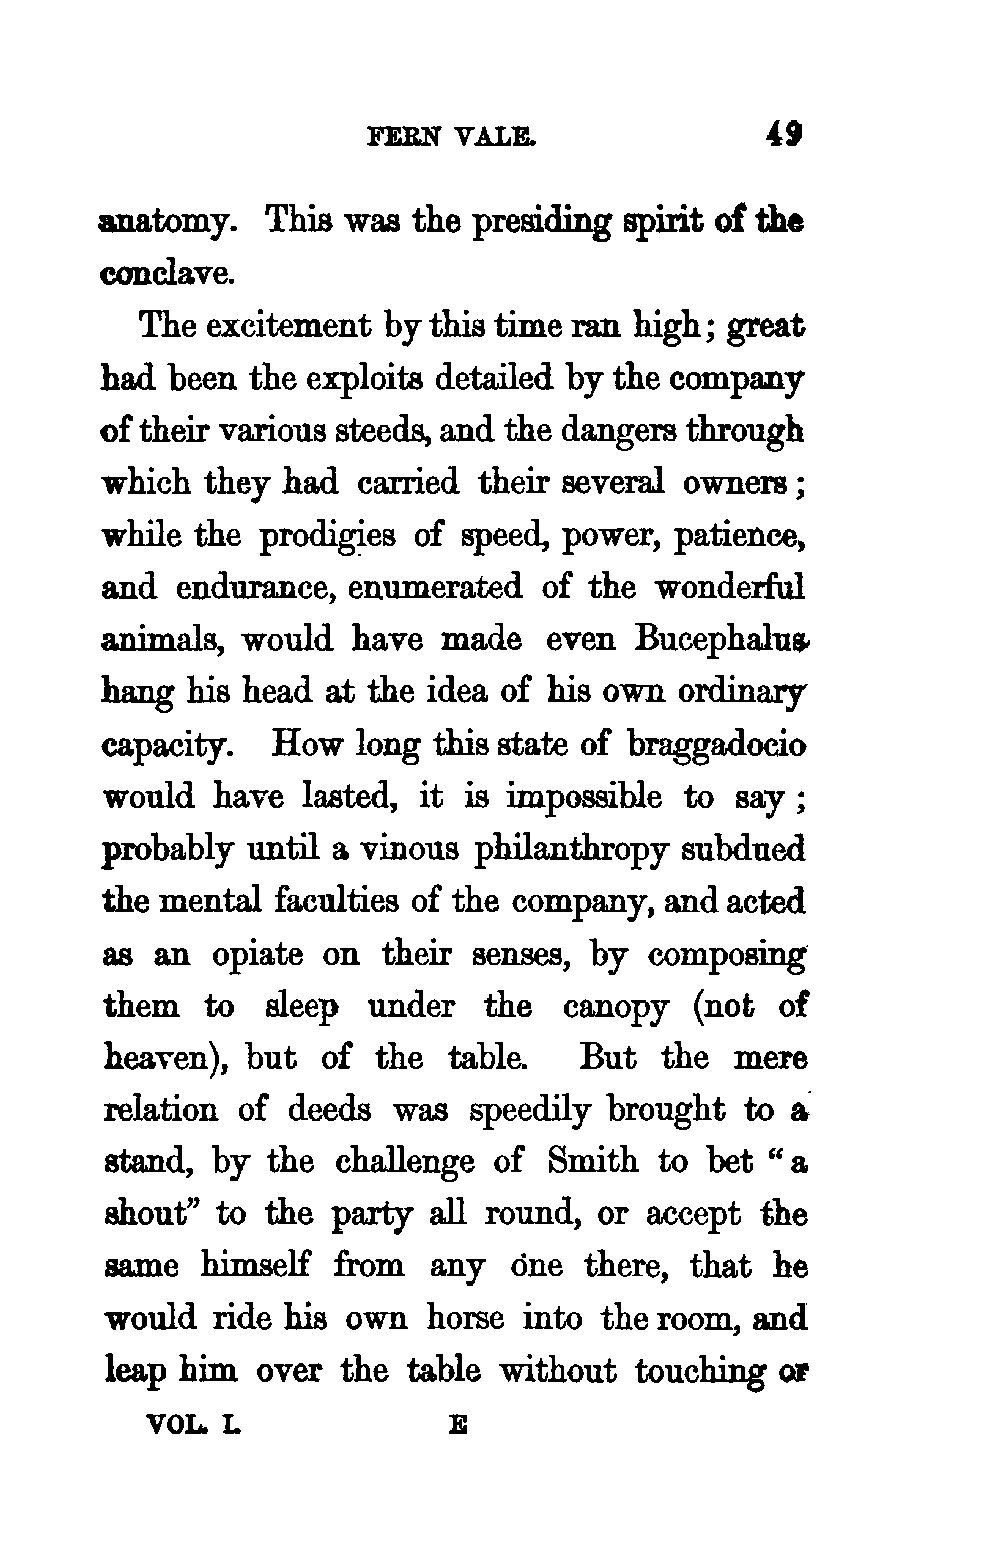 FERN VALE. 49
anatomy. This was the presiding spirit of the
conclave.
The excitement by this time ran high; great
had been the exploits detailed by the company
of their various steeds, and the dangers through
which they had carried their several owners;
while the prodigies of speed, power, patience,
and endurance, enumerated of the wonderful
animals, would have made even Bucephalus
hang his head at the idea of his own ordinary
capacity. How long this state of braggadocio
would have lasted, it is impossible to say;
probably until a vinous philanthropy subdued
the mental faculties of the company, and acted
as an opiate on their senses, by composing
them to sleep under the canopy (not of
heaven), but of the table. But the mere
relation of deeds was speedily brought to a
stand, by the challenge of Smith to bet “a
shout” to the party all round, or accept the
same himself from any one there, that he
would ride his own horse into the room, and
leap him over the table without touching or
VOL. I. E